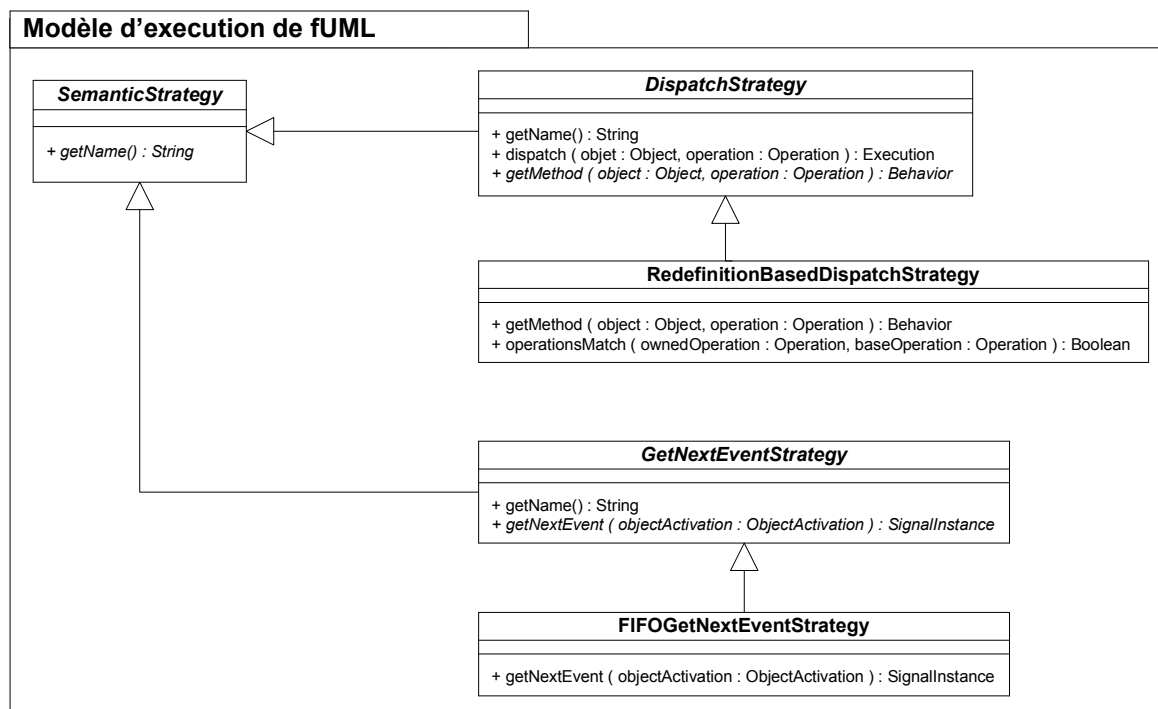 Modèle d’execution de fUML
SemanticStrategy
+ getName() : String
DispatchStrategy
+ getName() : String
+ dispatch ( objet : Object, operation : Operation ) : Execution
+ getMethod ( object : Object, operation : Operation ) : Behavior
RedefinitionBasedDispatchStrategy
+ getMethod ( object : Object, operation : Operation ) : Behavior
+ operationsMatch ( ownedOperation : Operation, baseOperation : Operation ) : Boolean
GetNextEventStrategy
+ getName() : String
+ getNextEvent ( objectActivation : ObjectActivation ) : SignalInstance
FIFOGetNextEventStrategy
+ getNextEvent ( objectActivation : ObjectActivation ) : SignalInstance